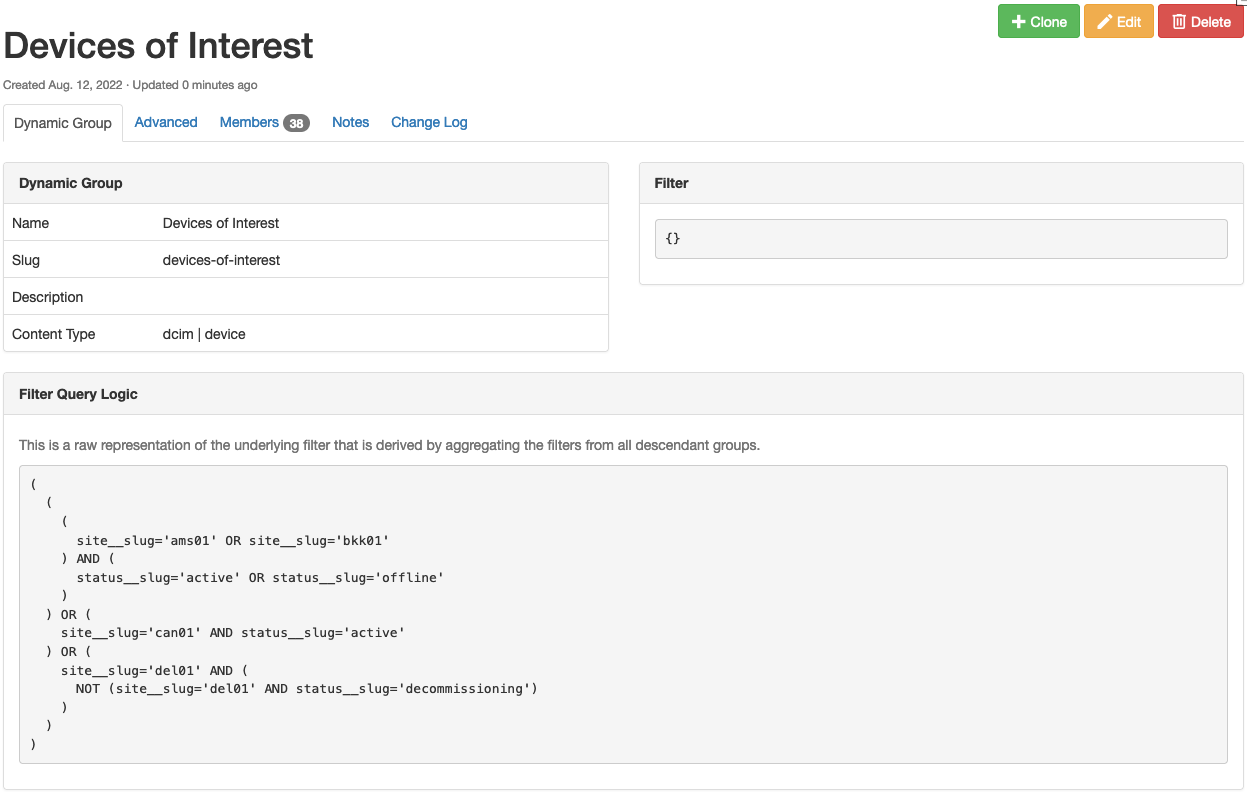 Clone Edit Delete
Devices of Interest
Created Aug. 12, 2022 · Updated 0 minutes ago
Dynamic Group Advanced Members 38 Notes Change Log
Dynamic Group
Name Devices of Interest
Slug devices-of-interest
Description
Content Type dcim | device
Filter
{}
Filter Query Logic
This is a raw representation of the underlying filter that is derived by aggregating the filters from all descendant groups.
(
  (
    (
      site__slug='ams01' OR site__slug='bkk01'
    ) AND (
      status__slug='active' OR status__slug='offline'
    )
  ) OR (
    site__slug='can01' AND status__slug='active'
  ) OR (
    site__slug='del01' AND (
      NOT (site__slug='del01' AND status__slug='decommissioning')
    )
  )
)